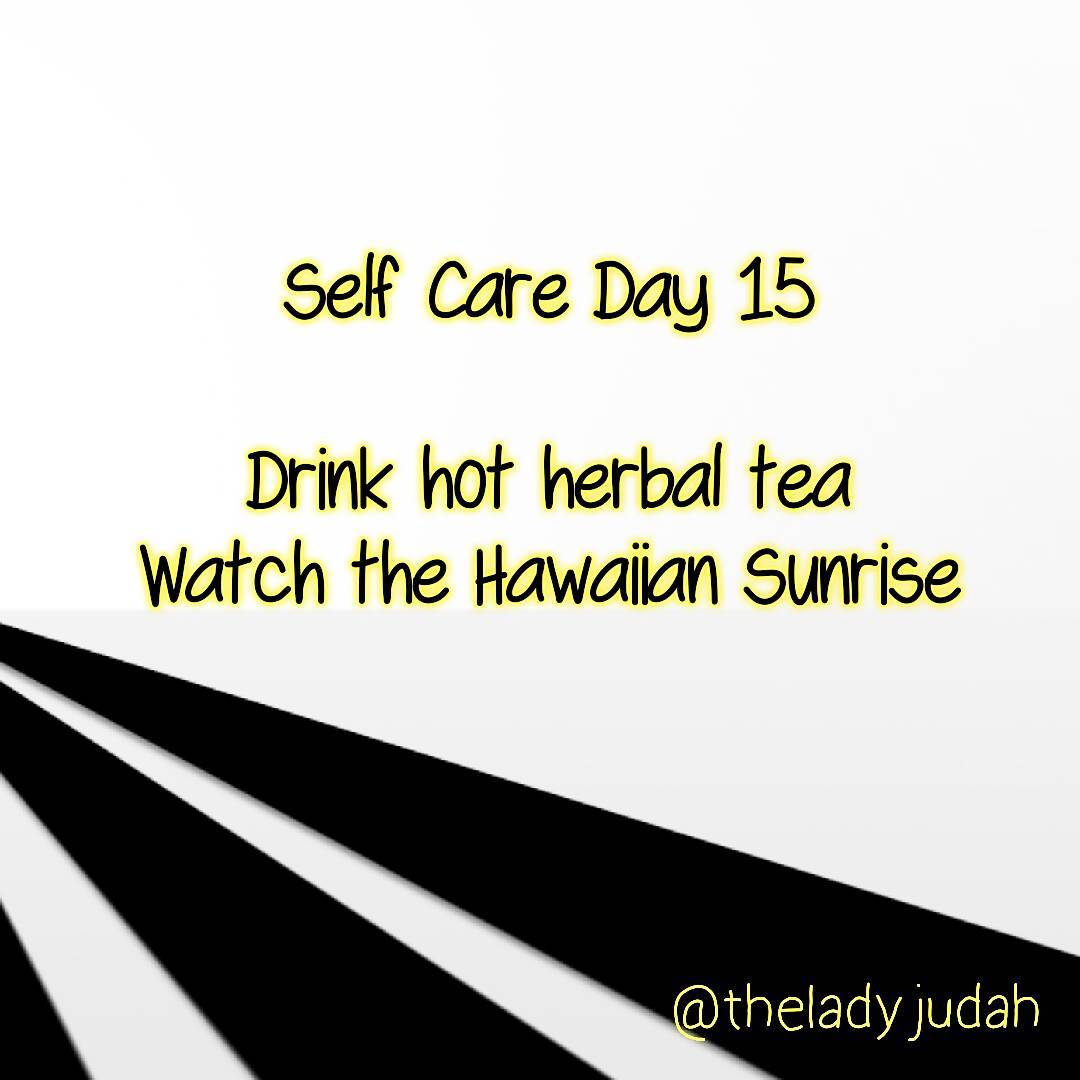 Self Care Day 15
Drink hot herbal tea
Watch the Hawaiian Sunrise
@thelady judah